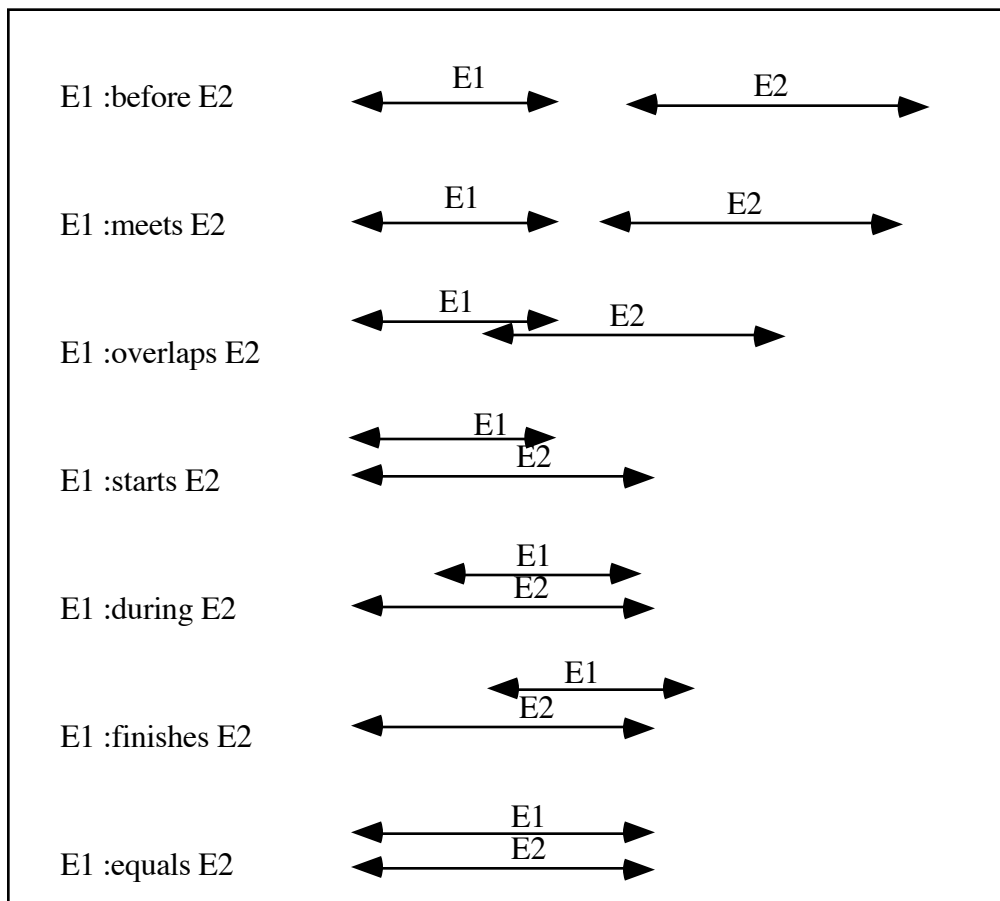 E1 :before E2 E1 E2
E1 :meets E2 E1 E2
E1 :overlaps E2 E1 E2
E1 :starts E2 E1
E2
E1 :during E2 E1
E2
E1 :finishes E2 E1
E2
E1 :equals E2 E1
E2